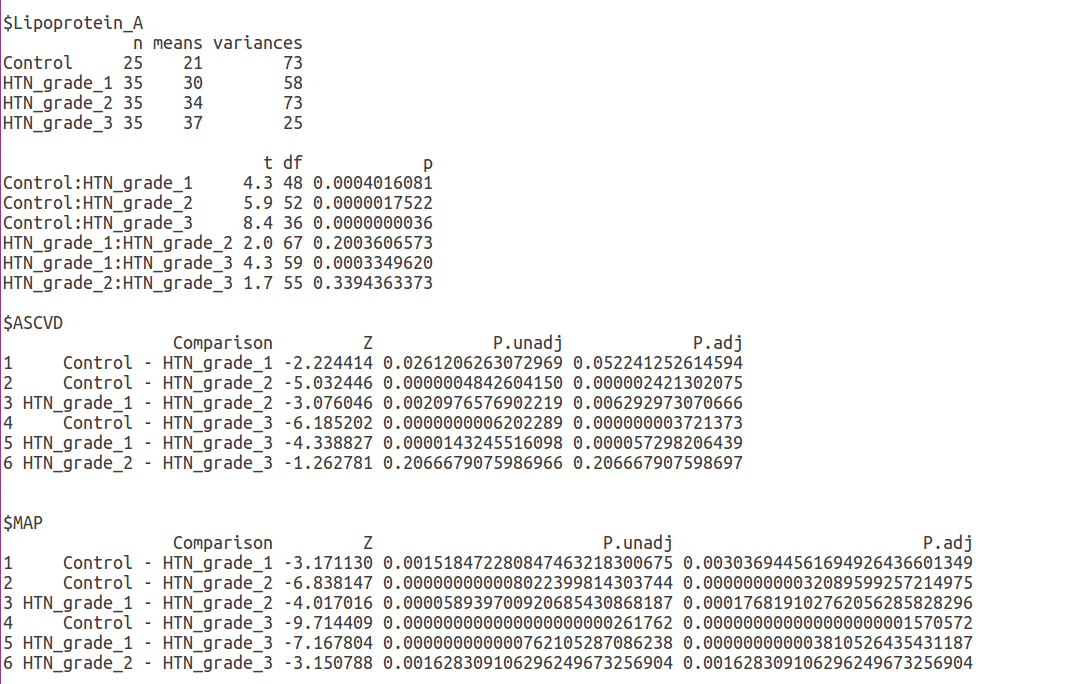 $Lipoprotein_A
n means variances
Control 25 21 73
HTN_grade_1 35 30 58
HTN_grade_2 35 34 73
HTN_grade_3 35 37 25
t df p
Control:HTN_grade_1 4.3 48 0.0004016081
Control:HTN_grade_2 5.9 52 0.0000017522
Control:HTN_grade_3 8.4 36 0.0000000036
HTN_grade_1:HTN_grade_2 2.0 67 0.2003606573
HTN_grade_1:HTN_grade_3 4.3 59 0.0003349620
HTN_grade_2:HTN_grade_3 1.7 55 0.3394363373
$ASCVD
Comparison Z P.unadj P.adj
1 Control - HTN_grade_1 -2.224414 0.0261206263072969 0.052241252614594
2 Control - HTN_grade_2 -5.032446 0.0000004842604150 0.000002421302075
3 HTN_grade_1 - HTN_grade_2 -3.076046 0.0020976576902219 0.006292973070666
4 Control - HTN_grade_3 -6.185202 0.0000000006202289 0.000000003721373
5 HTN_grade_1 - HTN_grade_3 -4.338827 0.0000143245516098 0.000057298206439
6 HTN_grade_2 - HTN_grade_3 -1.262781 0.2066679075986966 0.206667907598697
$MAP
Comparison Z P.unadj P.adj
1 Control - HTN_grade_1 -3.171130 0.001518472280847463218300675 0.003036944561694926436601349
2 Control - HTN_grade_2 -6.838147 0.000000000008022399814303744 0.000000000032089599257214975
3 HTN_grade_1 - HTN_grade_2 -4.017016 0.000058939700920685430868187 0.000176819102762056285828296
4 Control - HTN_grade_3 -9.714409 0.000000000000000000000261762 0.000000000000000000001570572
5 HTN_grade_1 - HTN_grade_3 -7.167804 0.000000000000762105287086238 0.000000000003810526435431187
6 HTN_grade_2 - HTN_grade_3 -3.150788 0.001628309106296249673256904 0.001628309106296249673256904